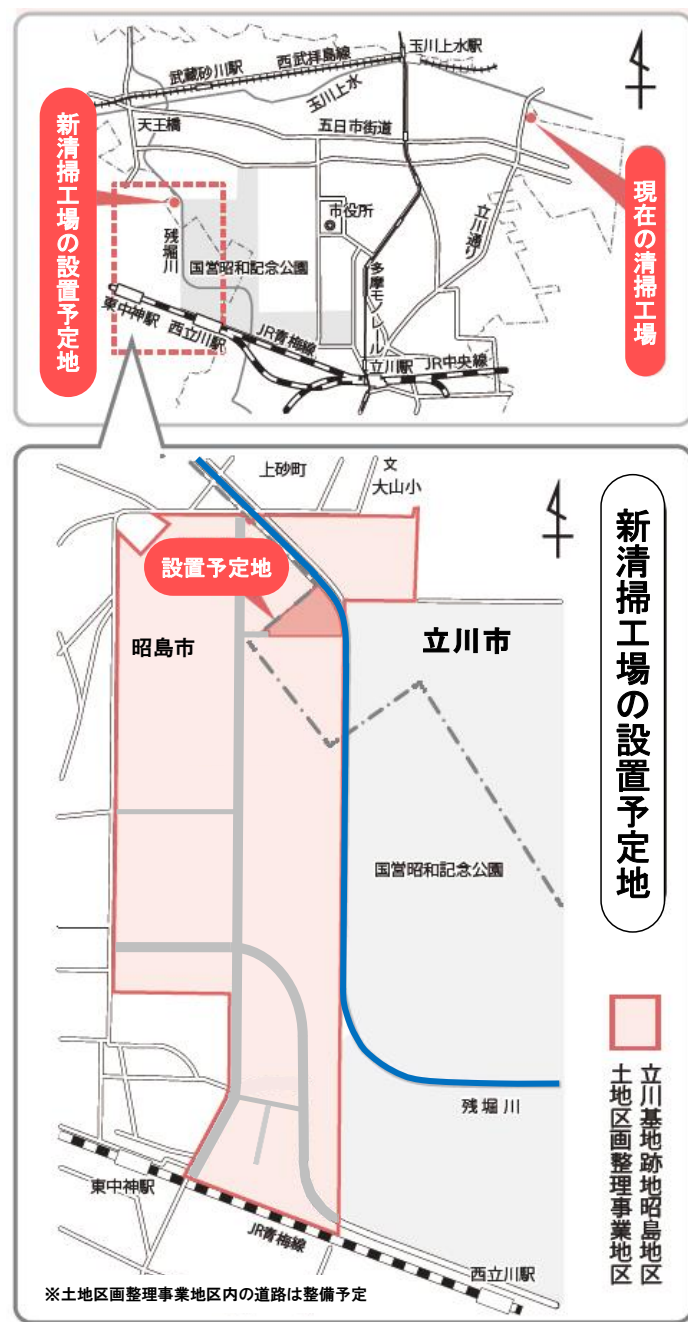 玉川上水駅
西武拝島線
武蔵砂川駅
玉川上水
天王橋
五日市街道
新清掃工場の設置予定地
現在の清掃工場
市役所
立川通り
残堀川
国営昭和記念公園
多摩モノレール
東中神駅
西立川駅
JR青梅線
立川駅
JR中央線
上砂町
文
大山小
新清掃工場の設置予定地
設置予定地
昭島市
立川市
国営昭和記念公園
残堀川
立川基地跡地昭島地区
土地区画整理事業地区
東中神駅
JR青梅線
西立川駅
※土地区画整理事業地区内の道路は整備予定